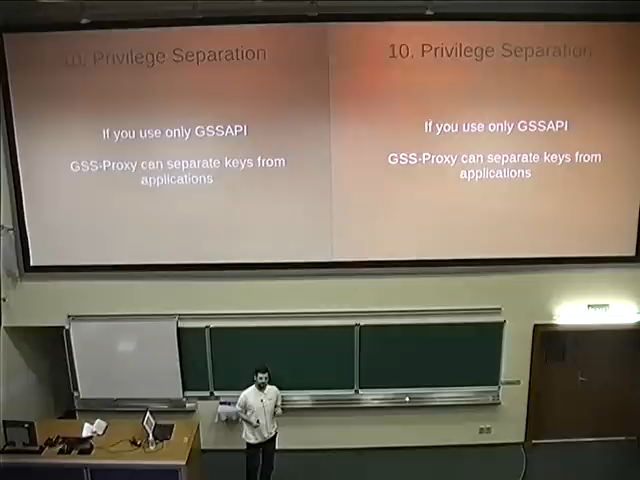 10. Privilege Separation
If you use only GSSAPI
GSS-Proxy can separate keys from
applications
10. Privilege Separation
If you use only GSSAPI
GSS-Proxy can separate keys from
applications